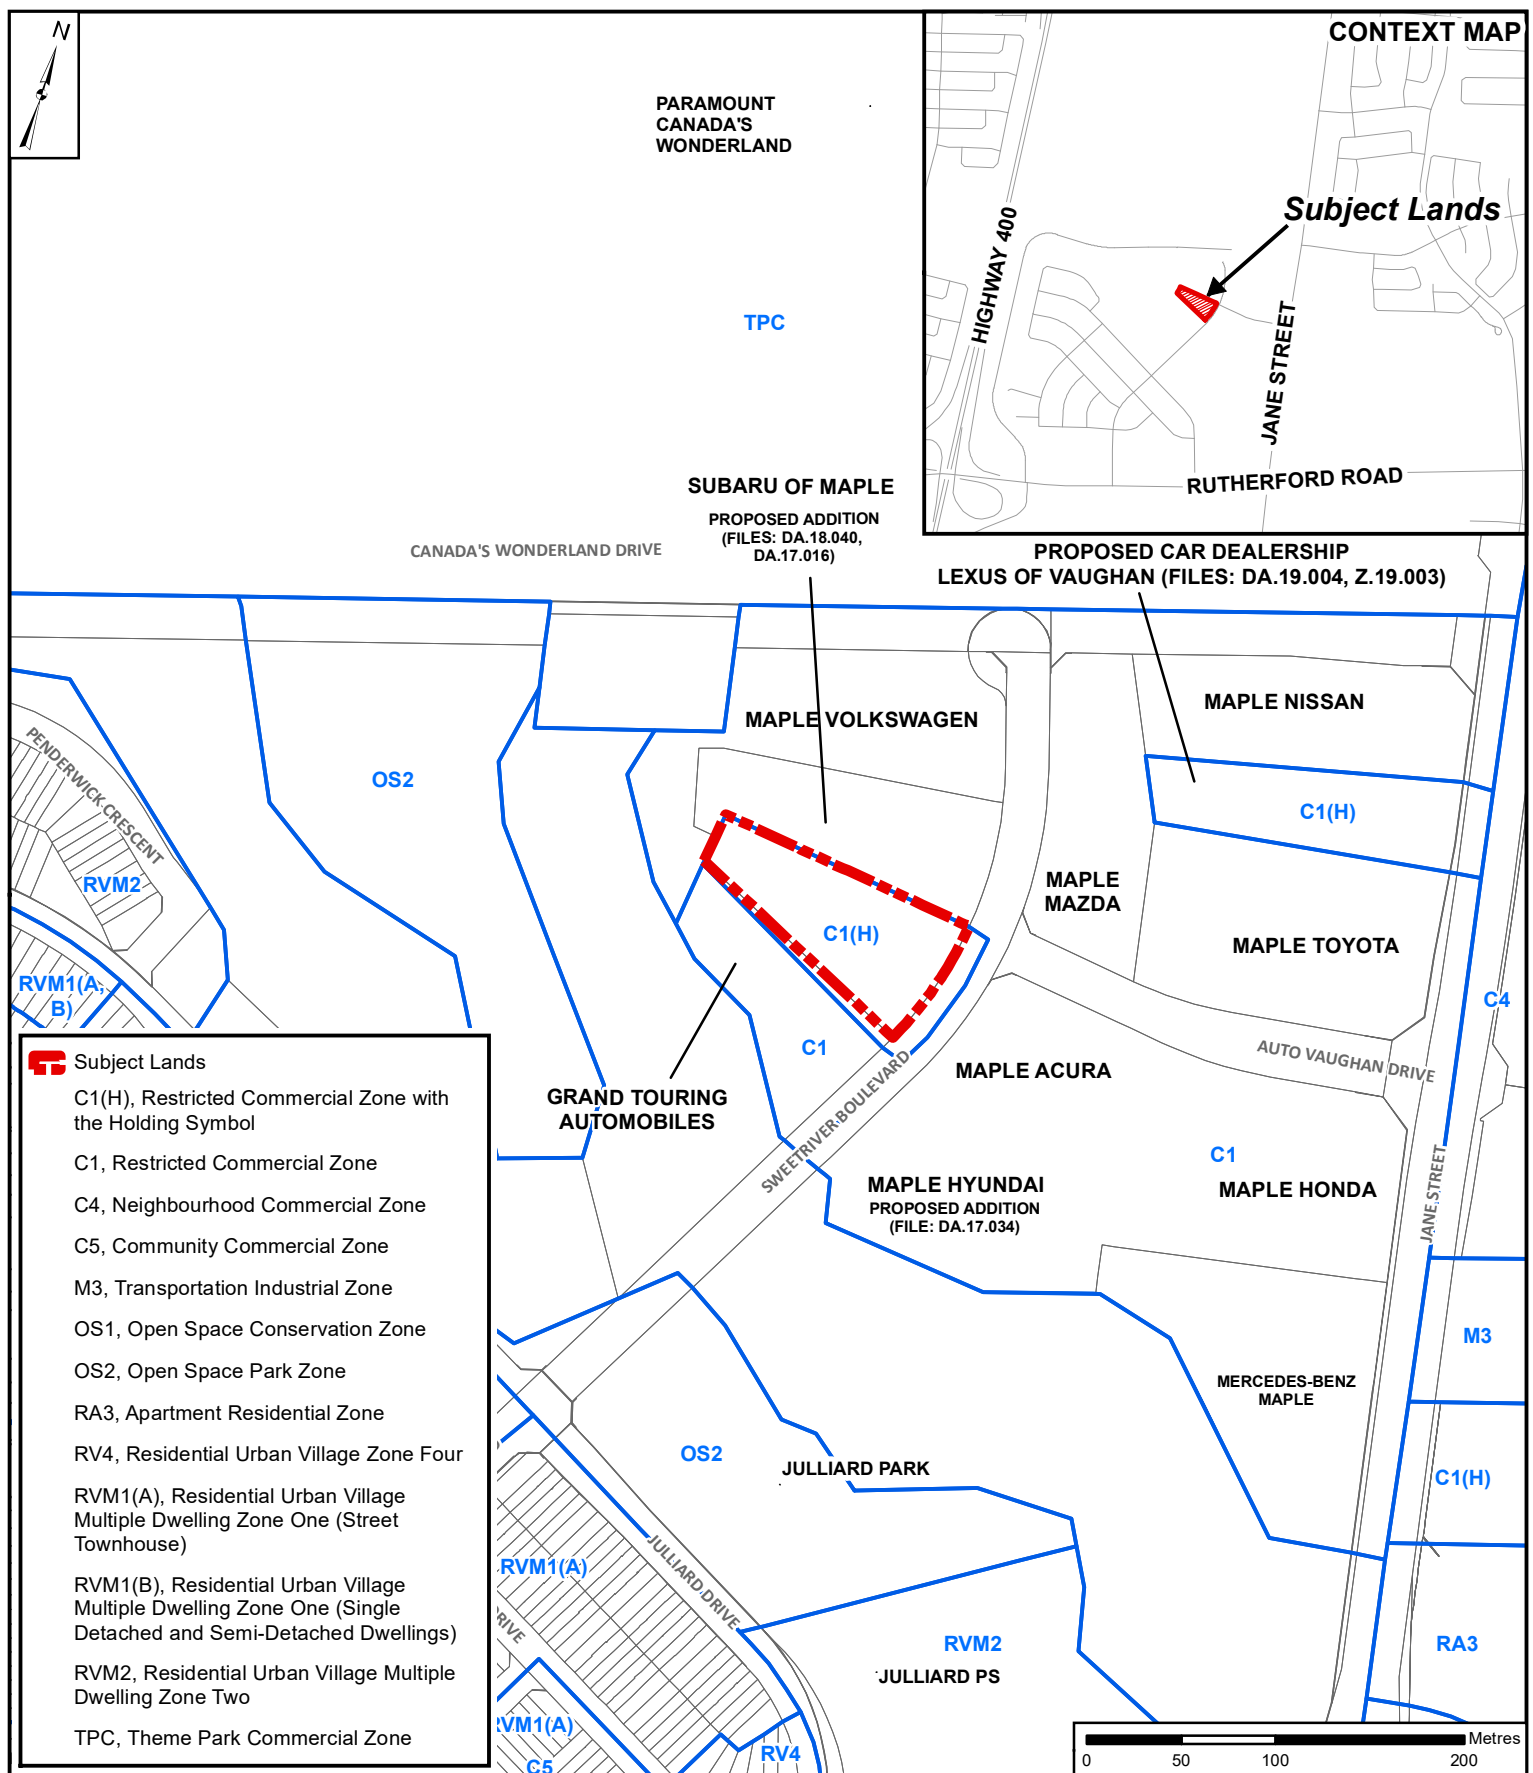 N
PARAMOUNT
CANADA'S
WONDERLAND
CONTEXT MAP
Subject Lands
HIGHWAY 400
JANE STREET
RUTHERFORD ROAD
TPC
SUBARU OF MAPLE
PROPOSED ADDITION
(FILES: DA.18.040,
DA.17.016)
CANADA'S WONDERLAND DRIVE
PROPOSED CAR DEALERSHIP
LEXUS OF VAUGHAN (FILES: DA.19.004, Z.19.003)
MAPLE VOLKSWAGEN
MAPLE NISSAN
PENDERWICK CRESCENT
OS2
C1(H)
RVM2
MAPLE
MAZDA
C1(H)
MAPLE TOYOTA
RVM1(A,
B)
C4
C1
SWEETRIVER BOULEVARD
MAPLE ACURA
AUTO VAUGHAN DRIVE
GRAND TOURING
AUTOMOBILES
C1
MAPLE HYUNDAI
PROPOSED ADDITION
(FILE: DA.17.034)
MAPLE HONDA
JANE STREET
M3
MERCEDES-BENZ
MAPLE
OS2
JULLIARD PARK
C1(H)
RVM1(A)
JULLIARD DRIVE
DRIVE
RVM2
JULLIARD PS
RA3
RVM1(A)
C5
RV4
Subject Lands
C1(H), Restricted Commercial Zone with
the Holding Symbol
C1, Restricted Commercial Zone
C4, Neighbourhood Commercial Zone
C5, Community Commercial Zone
M3, Transportation Industrial Zone
OS1, Open Space Conservation Zone
OS2, Open Space Park Zone
RA3, Apartment Residential Zone
RV4, Residential Urban Village Zone Four
RVM1(A), Residential Urban Village
Multiple Dwelling Zone One (Street
Townhouse)
RVM1(B), Residential Urban Village
Multiple Dwelling Zone One (Single
Detached and Semi-Detached Dwellings)
RVM2, Residential Urban Village Multiple
Dwelling Zone Two
TPC, Theme Park Commercial Zone
Metres
0 50 100 200